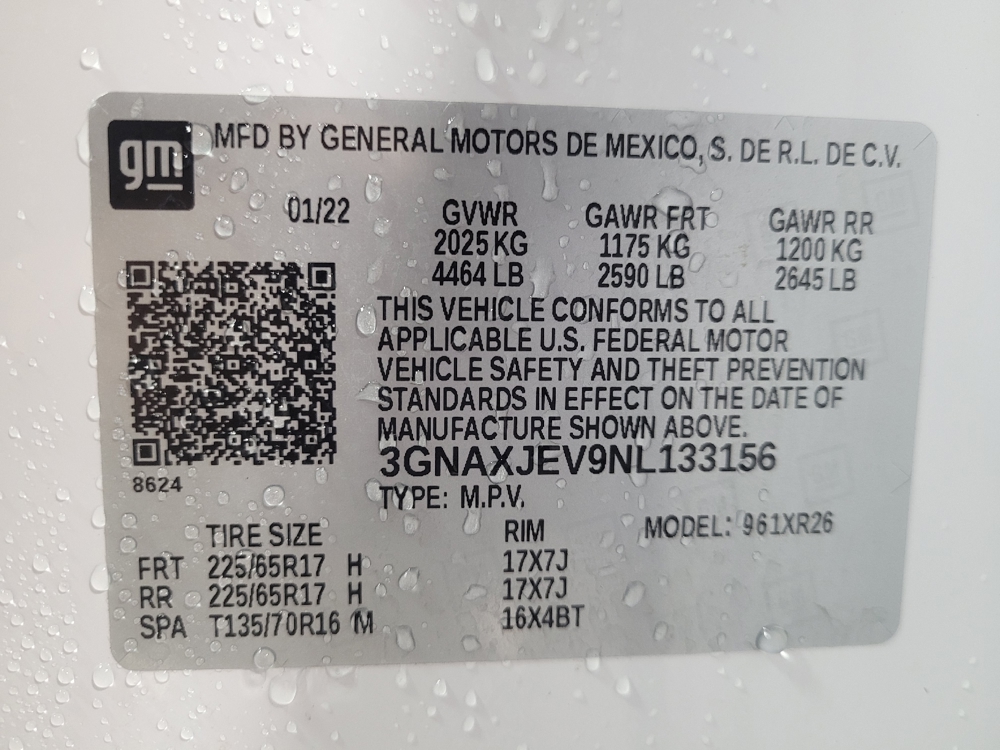 gm
MFD BY GENERAL MOTORS DE MEXICO, S. DE R.L. DE C.V.
01/22 GVWR GAWR FRT GAWR RR
2025 KG 1175 KG 1200 KG
4464 LB 2590 LB 2645 LB
THIS VEHICLE CONFORMS TO ALL
APPLICABLE U.S. FEDERAL MOTOR
VEHICLE SAFETY AND THEFT PREVENTION
STANDARDS IN EFFECT ON THE DATE OF
MANUFACTURE SHOWN ABOVE.
3GNAXJEV9NL133156
8624
TYPE: M.P.V.
TIRE SIZE RIM MODEL: 961XR26
FRT 225/65R17 H 17X7J
RR 225/65R17 H 17X7J
SPA T135/70R16 M 16X4BT